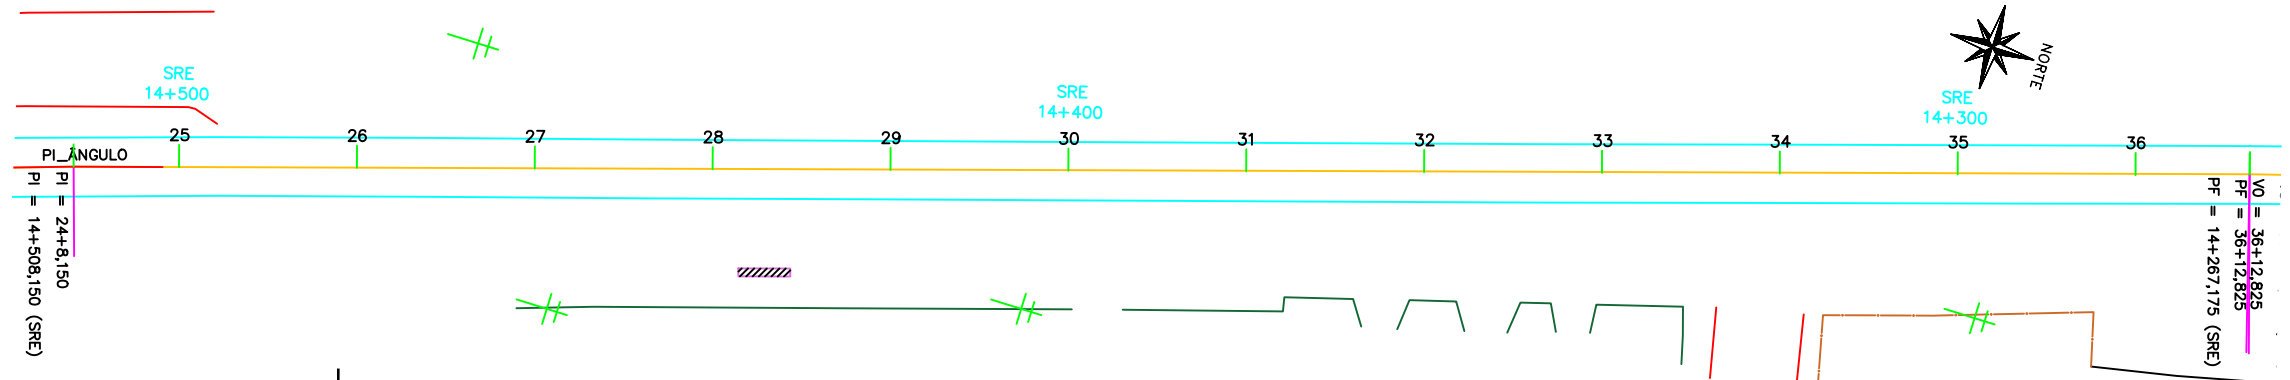 NORTE
SRE
14+500
SRE
14+400
SRE
14+300
25 26 27 28 29 30 31 32 33 34 35 36
PI_ÂNGULO
PI = 24+8,150
PI = 14+508,150 (SRE)
VO = 36+12,825
PF = 36+12,825
PF = 14+267,175 (SRE)